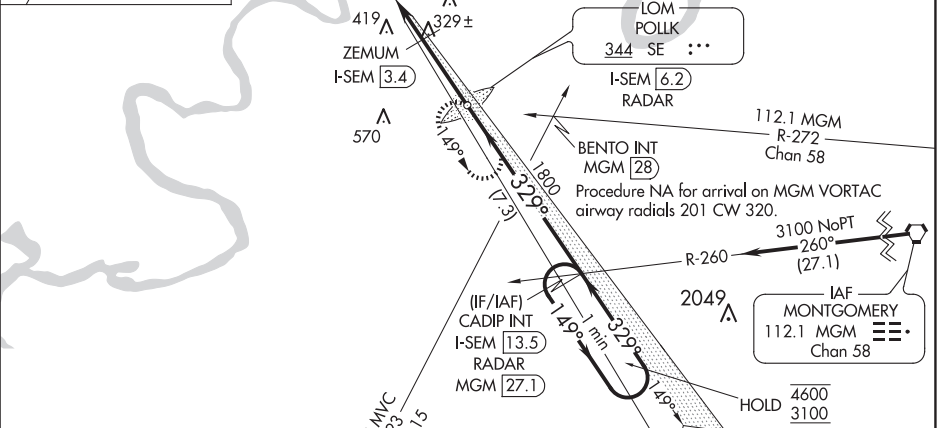 LOM
POLLK
344 SE
419
329±
ZEMUM
I-SEM 3.4
I-SEM 6.2
RADAR
570
112.1 MGM
R-272
Chan 58
BENTO INT
MGM 28
149°
1800
329°
(7.3)
Procedure NA for arrival on MGM VORTAC
airway radials 201 CW 320.
3100 NoPT
260°
(27.1)
R-260
(IF/IAF)
CADIP INT
I-SEM 13.5
RADAR
MGM 27.1
149°
1 min
329°
2049
IAF
MONTGOMERY
112.1 MGM
Chan 58
149°
HOLD
4600
3100
MVC
15